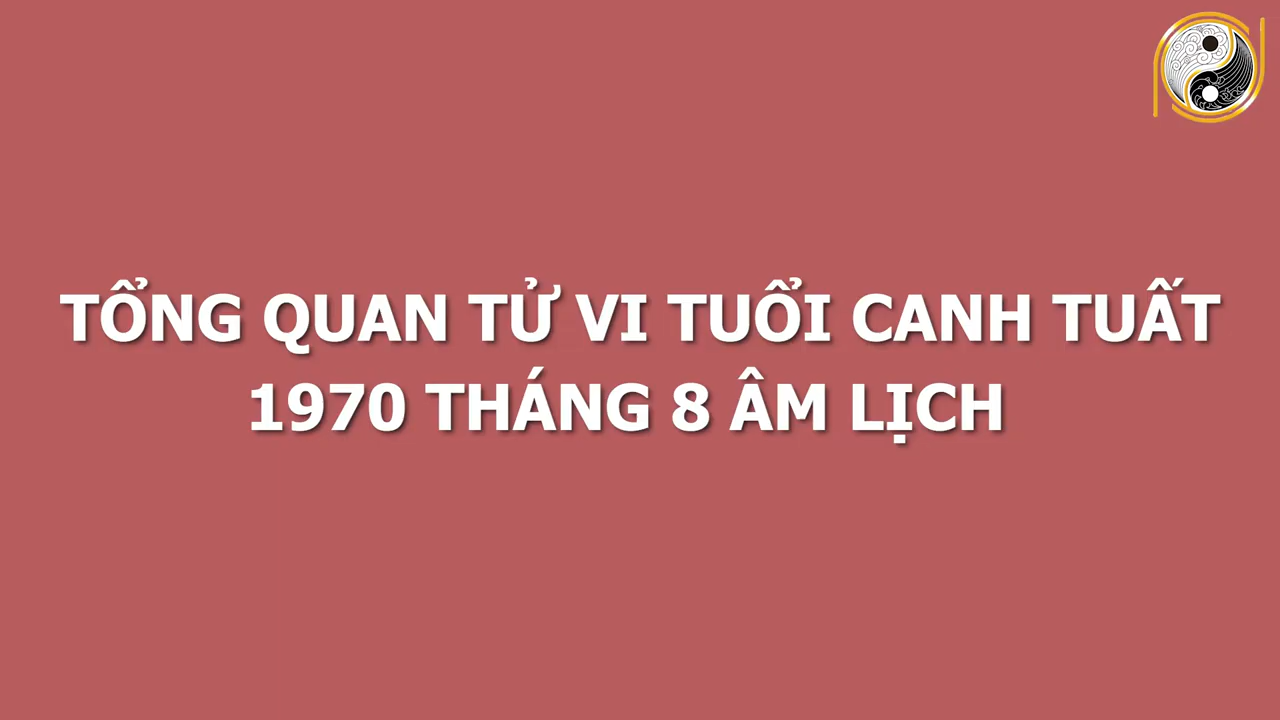 TỔNG QUAN TỬ VI TUỔI CANH TUẤT
1970 THÁNG 8 ÂM LỊCH